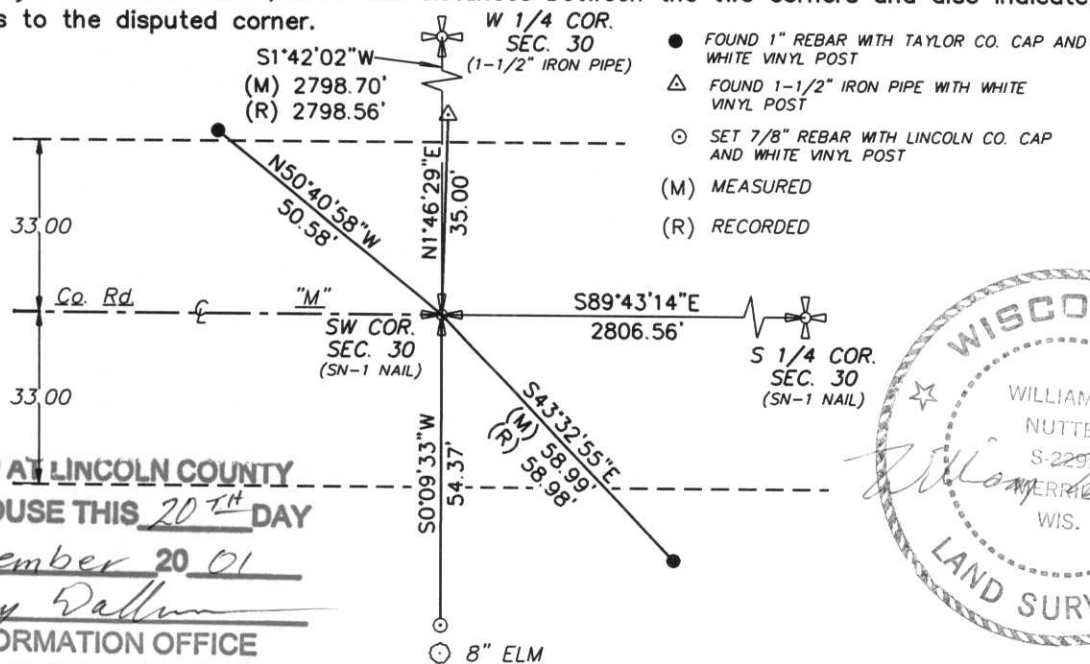 s to the disputed corner.
W 1/4 COR.
SEC. 30
(1-1/2" IRON PIPE)
S1°42'02"W
(M) 2798.70'
(R) 2798.56'
FOUND 1" REBAR WITH TAYLOR CO. CAP AND
WHITE VINYL POST
FOUND 1-1/2" IRON PIPE WITH WHITE
VINYL POST
SET 7/8" REBAR WITH LINCOLN CO. CAP
AND WHITE VINYL POST
(M) MEASURED
(R) RECORDED
N50°40'58"W
50.58'
N1°46'29"E
35.00'
33.00
Co. Rd. "M"
SW COR.
SEC. 30
(SN-1 NAIL)
S89°43'14"E
2806.56'
S 1/4 COR.
SEC. 30
(SN-1 NAIL)
33.00
S0°09'33"W
54.37'
S43°32'55"E
(M) 58.99'
(R) 58.98'
AT LINCOLN COUNTY
OUSE THIS 20TH DAY
ember 20 01
ORMATION OFFICE
8" ELM
WISCO
WILLIAM
NUTTE
S-229
MERRIL
WIS.
LAND SURV